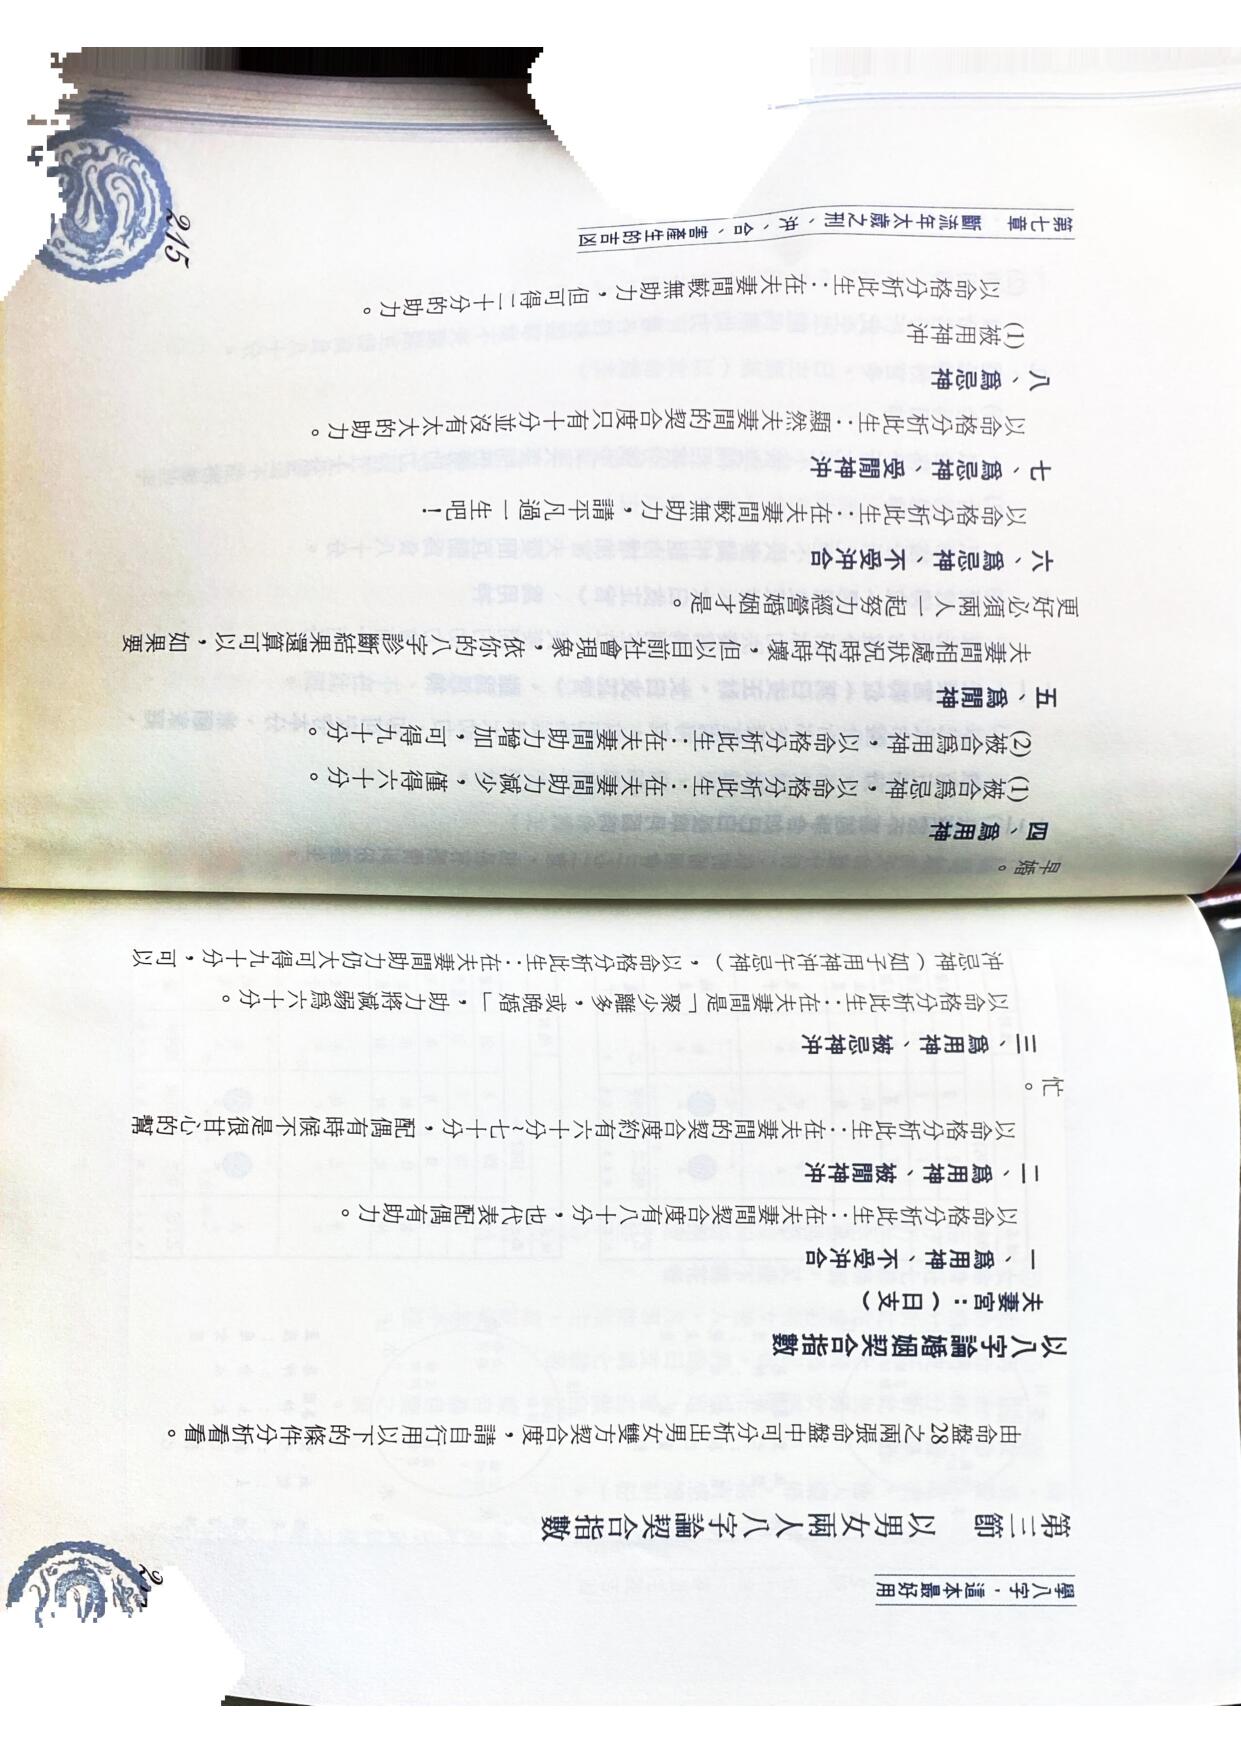 學八字，這本最好用
第三節　以男女兩人八字論契合指數
由命盤28之兩張命盤中可分析出男女雙方契合度，請自行用以下的條件分析看看。
以八字論婚姻契合指數
夫妻宮：（日支）
一、爲用神、不受沖合
以命格分析此生：在夫妻間契合度有八十分，也代表配偶有助力。
二、爲用神、被閒神沖
以命格分析此生：在夫妻間的契合度約有六十分~七十分，配偶有時候不是很甘心的幫
忙。
三、爲用神、被忌神沖
以命格分析此生：在夫妻間是「聚少離多，或晚婚」，助力將減弱爲六十分。
沖忌神（如子用神沖午忌神），以命格分析此生：在夫妻間助力仍大可得九十分，可以
早婚。
四、爲用神
(1)被合爲忌神，以命格分析此生：在夫妻間助力減少，僅得六十分。
(2)被合爲用神，以命格分析此生：在夫妻間助力增加，可得九十分。
五、爲閒神
夫妻間相處狀況時好時壞，但以目前社會現象，依你的八字診斷結果還算可以，如果要
更好必須兩人一起努力經營婚姻才是。
六、爲忌神、不受沖合
以命格分析此生：在夫妻間較無助力，請平凡過一生吧！
七、爲忌神、受閒神沖
以命格分析此生：顯然夫妻間的契合度只有十分並沒有太大的助力。
八、爲忌神
(1)被用神沖
以命格分析此生：在夫妻間較無助力，但可得二十分的助力。
第七章　斷流年太歲之刑、沖、合、害產生的吉凶
215